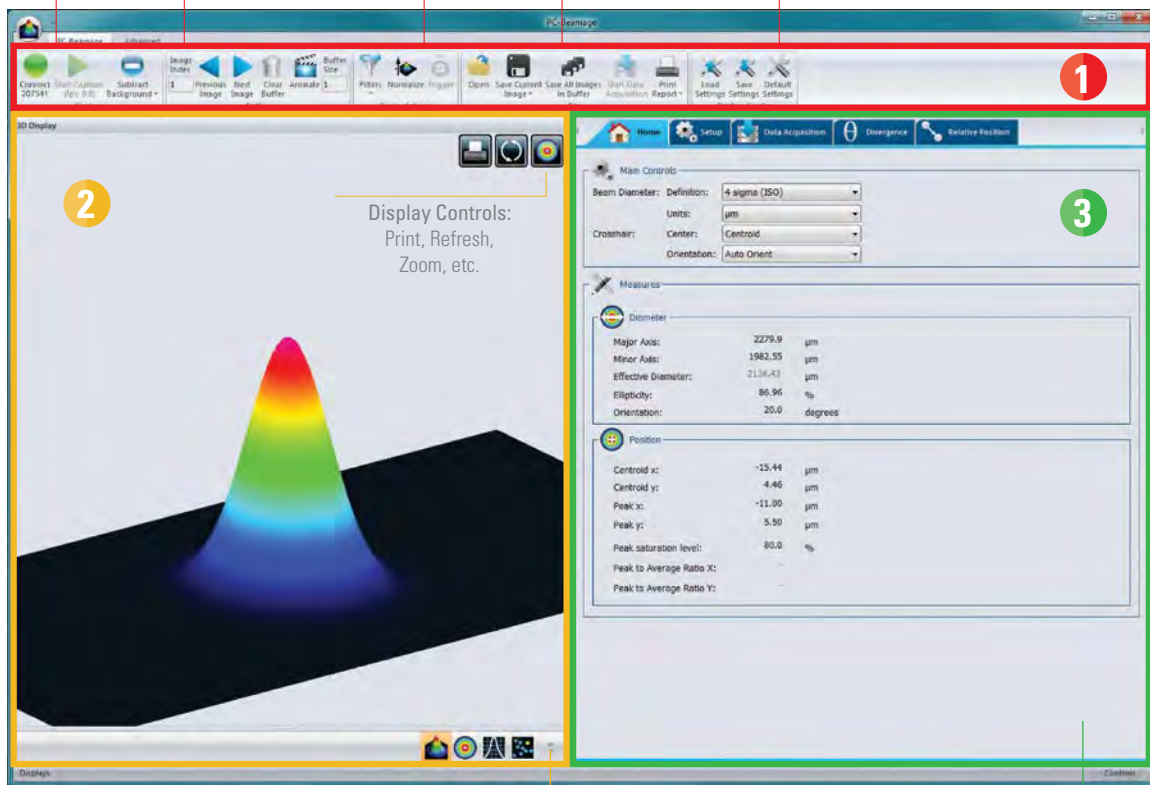 PC-Beamage
PC-Beamage Advanced
Connect 207541
Start Capture
Subtract Background
Image Index
1
Previous Image
Next Image
Clear Buffer
Animate
Buffer Size
1
Filters
Normalize
Trigger
Open
Save Current Image
Save All Images in Buffer
Start Data Acquisition
Print Report
Load Settings
Save Settings
Default Settings
1
3D Display
2
Display Controls:
Print, Refresh,
Zoom, etc.
Home Setup Data Acquisition θ Divergence Relative Position
3
Main Controls
Beam Diameter: Definition: 4 sigma (ISO)
Units: µm
Crosshair: Center: Centroid
Orientation: Auto Orient
Measures
Diameter
Major Axis: 2279.9 µm
Minor Axis: 1982.55 µm
Effective Diameter: 2136.43 µm
Ellipticity: 86.96 %
Orientation: 20.0 degrees
Position
Centroid x: -15.44 µm
Centroid y: 4.46 µm
Peak x: -11.00 µm
Peak y: 5.50 µm
Peak saturation level: 80.0 %
Peak to Average Ratio X: -
Peak to Average Ratio Y: -
Displays
Controls